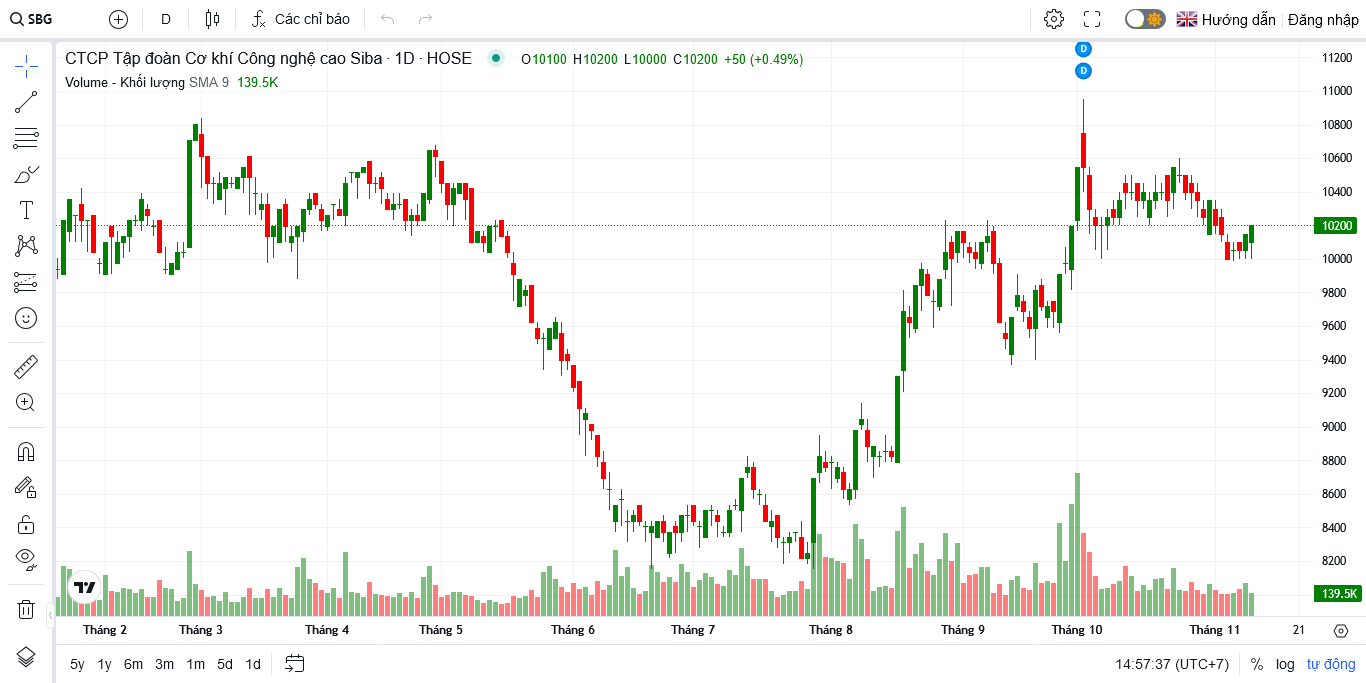 SBG D Các chỉ báo Hướng dẫn Đăng nhập
CTCP Tập đoàn Cơ khí Công nghệ cao Siba · 1D · HOSE O10100 H10200 L10000 C10200 +50 (+0.49%)
Volume - Khối lượng SMA 9 139.5K
D
D
11200
11000
10800
10600
10400
10200
10000
9800
9600
9400
9200
9000
8800
8600
8400
8200
139.5K
Tháng 2 Tháng 3 Tháng 4 Tháng 5 Tháng 6 Tháng 7 Tháng 8 Tháng 9 Tháng 10 Tháng 11 21
5y 1y 6m 3m 1m 5d 1d 14:57:37 (UTC+7) % log tự động